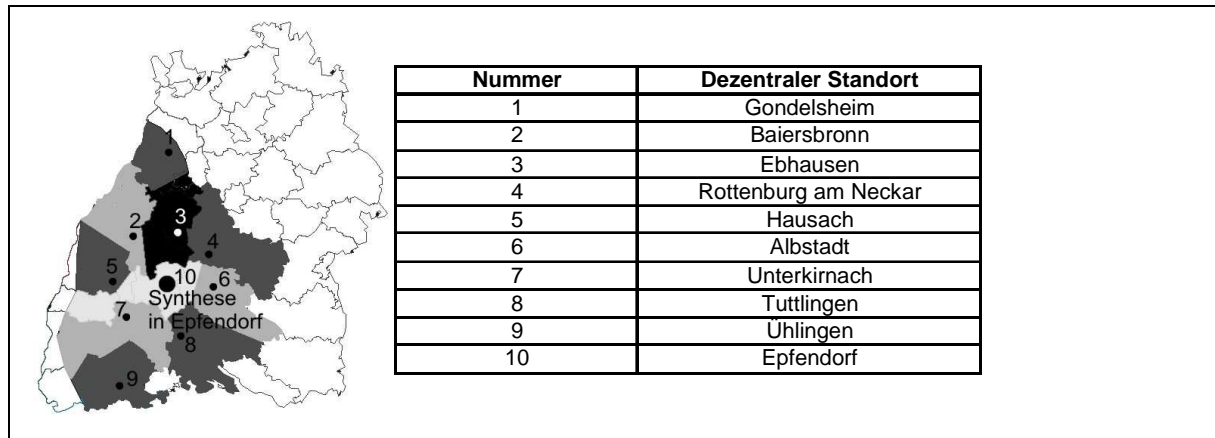 1
2
3
4
5
10
6
Synthese
7
in Epfendorf
8
9
Nummer Dezentraler Standort
1 Gondelsheim
2 Baiersbronn
3 Ebhausen
4 Rottenburg am Neckar
5 Hausach
6 Albstadt
7 Unterkirnach
8 Tuttlingen
9 Ühlingen
10 Epfendorf